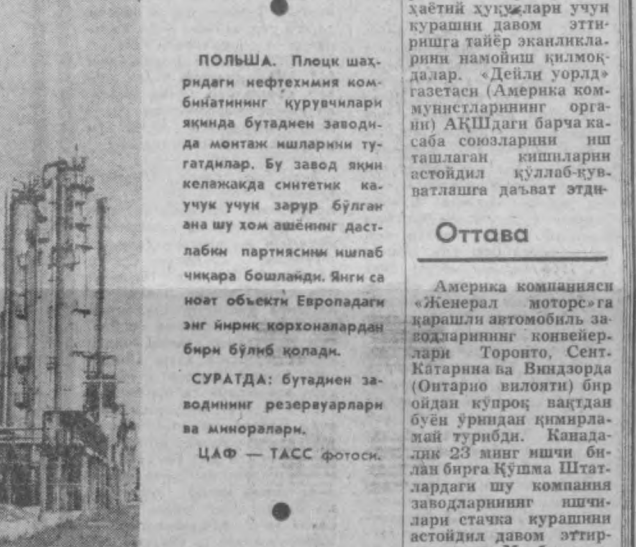 ПОЛЬША. Плоцк шаҳ-
ридаги нефтехимия ком-
бинатининг қурувчилари
яқинда бутадиен заводи-
да монтаж ишларини ту-
гатдилар. Бу завод яқин
келажакда синтетик ка-
учук учун зарур бўлган
ана шу хом ашёнинг даст-
лабки партиясини ишлаб
чиқара бошлайди. Янги са
ноат объекти Европадаги
энг йирик корхоналардан
бири бўлиб қолади.
СУРАТДА: бутадиен за-
водининг резервуарлари
ва миноралари.
ЦАФ — ТАСС фотоси.
ҳаётий ҳуқуқлари учун
курашни давом этти-
ришга тайёр эканликла-
рини намойиш қилмоқ-
далар. «Дейли уорлд»
газетаси (Америка ком-
мунистларининг орга-
ни) АҚШдаги барча ка-
саба союзларини иш
ташлаган кишиларни
астойдил қўллаб-қув-
ватлашга даъват этди-
Оттава
Америка компанияси
«Женерал моторс»га
қарашли автомобиль за-
водларининг конвейер-
лари Торонто, Сент-
Катарина ва Виндзорда
(Онтарио вилояти) бир
ойдан кўпроқ вақтдан
буён ўрнидан қимирла-
май турибди. Канада-
лик 23 минг ишчи би-
лан бирга Қўшма Штат-
лардаги шу компания
заводларининг ишчи-
лари стачка курашини
астойдил давом эттир-